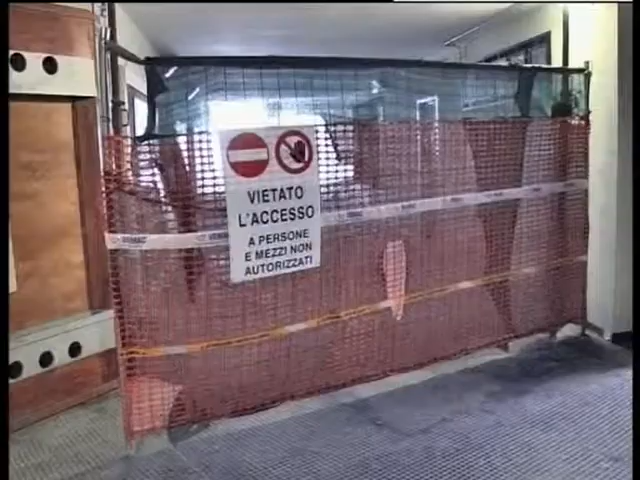 VIETATO
L'ACCESSO
A PERSONE
E MEZZI NON
AUTORIZZATI